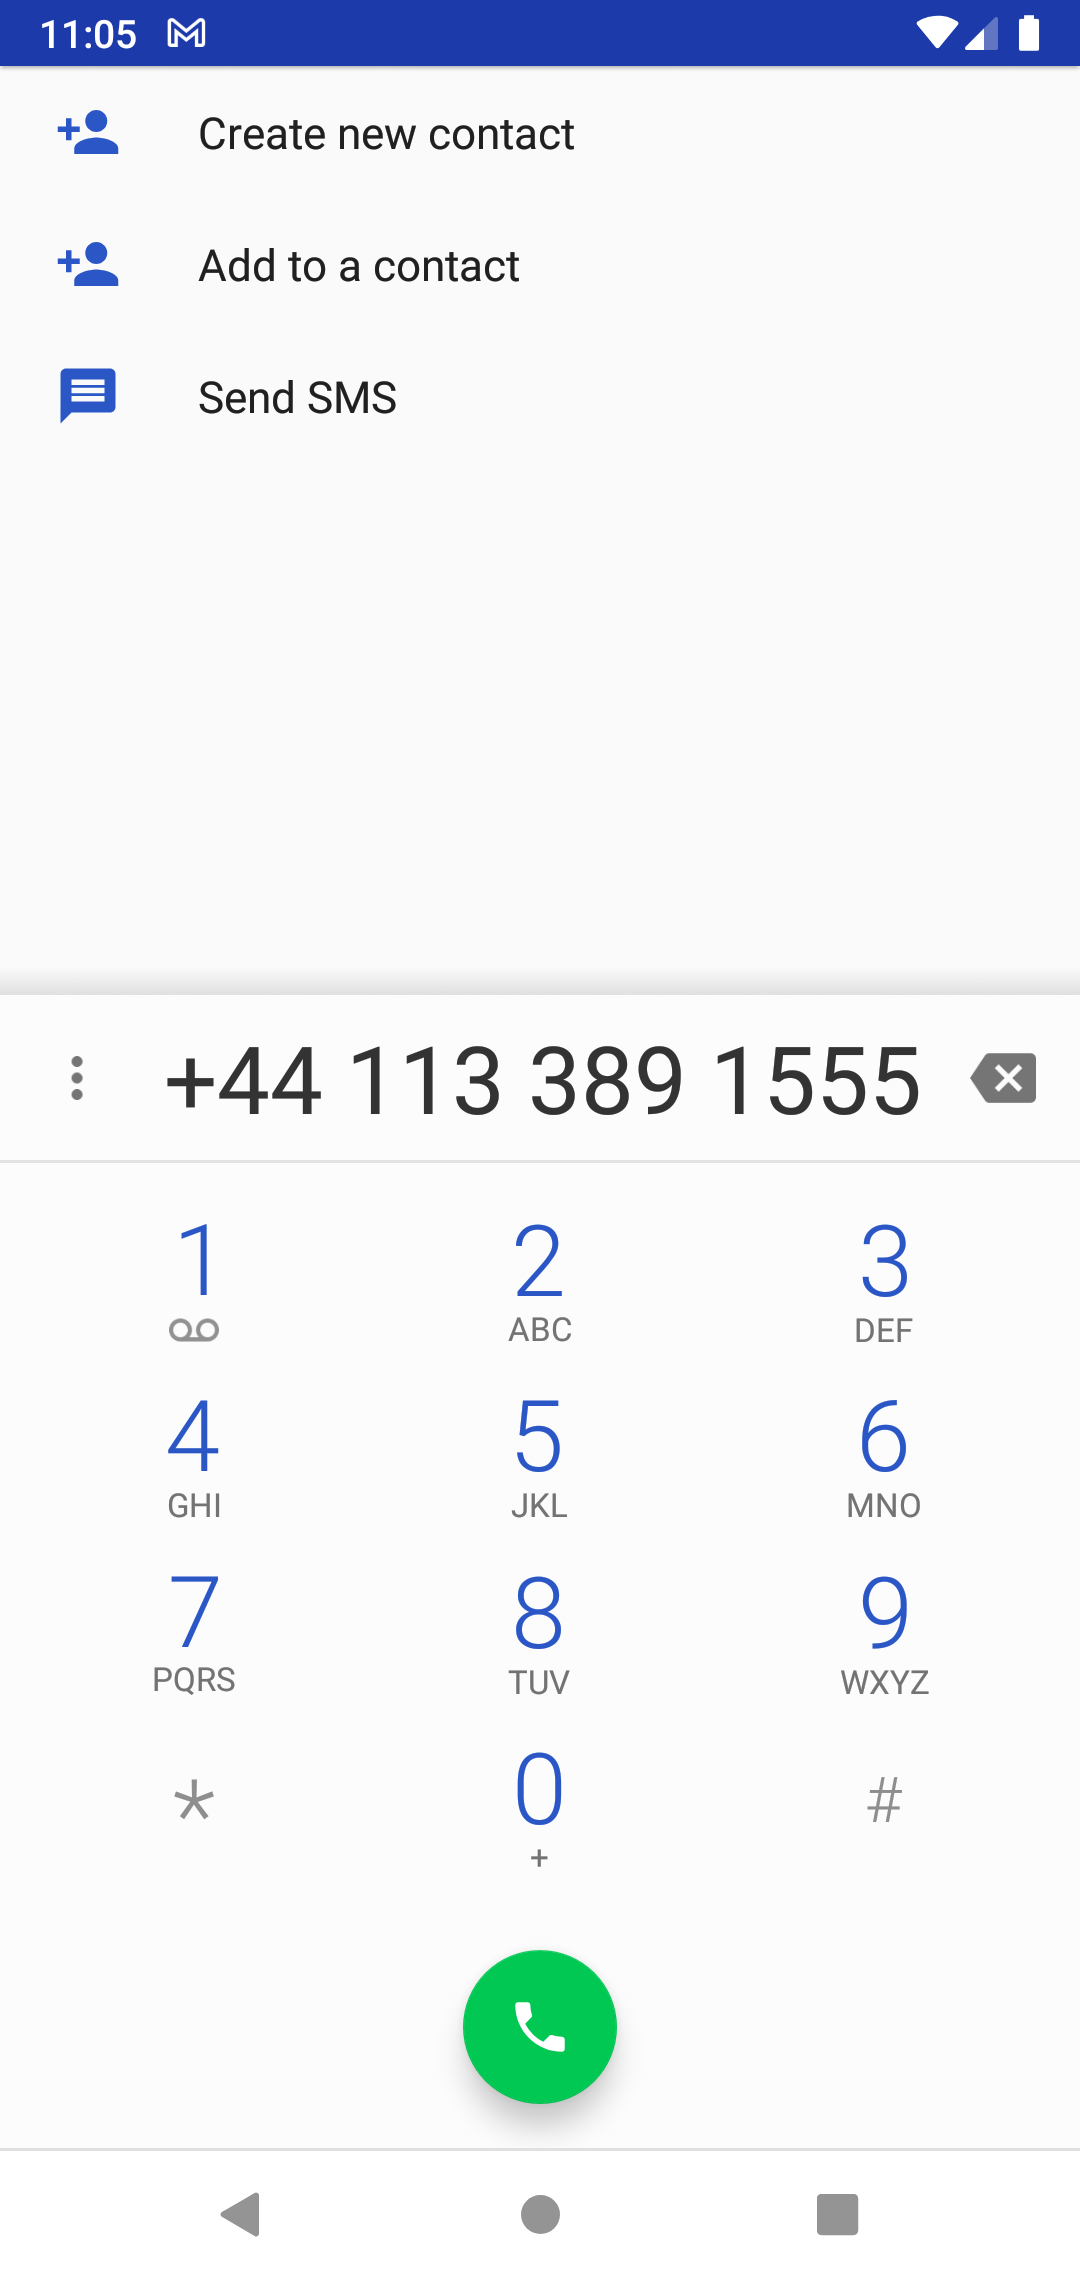 11:05
Create new contact
Add to a contact
Send SMS
+44 113 389 1555
1 2 3
ABC DEF
4 5 6
GHI JKL MNO
7 8 9
PQRS TUV WXYZ
* 0 #
+